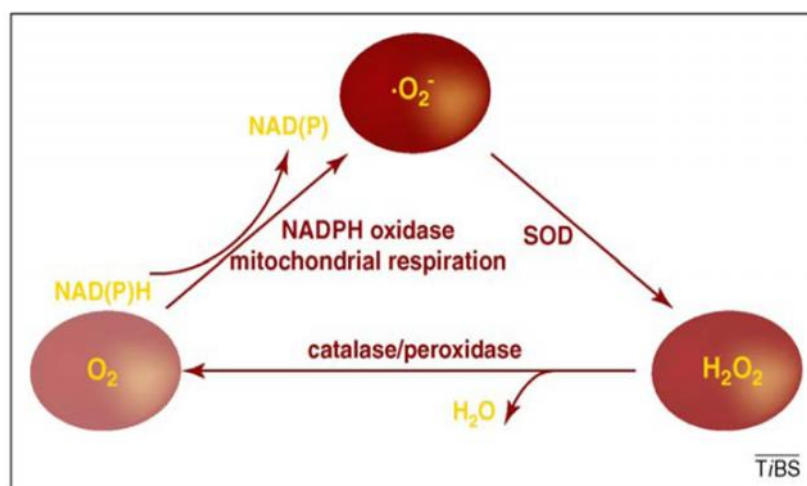 ·O₂⁻
NAD(P)
NADPH oxidase
mitochondrial respiration
SOD
NAD(P)H
O₂
catalase/peroxidase
H₂O₂
H₂O
TiBS